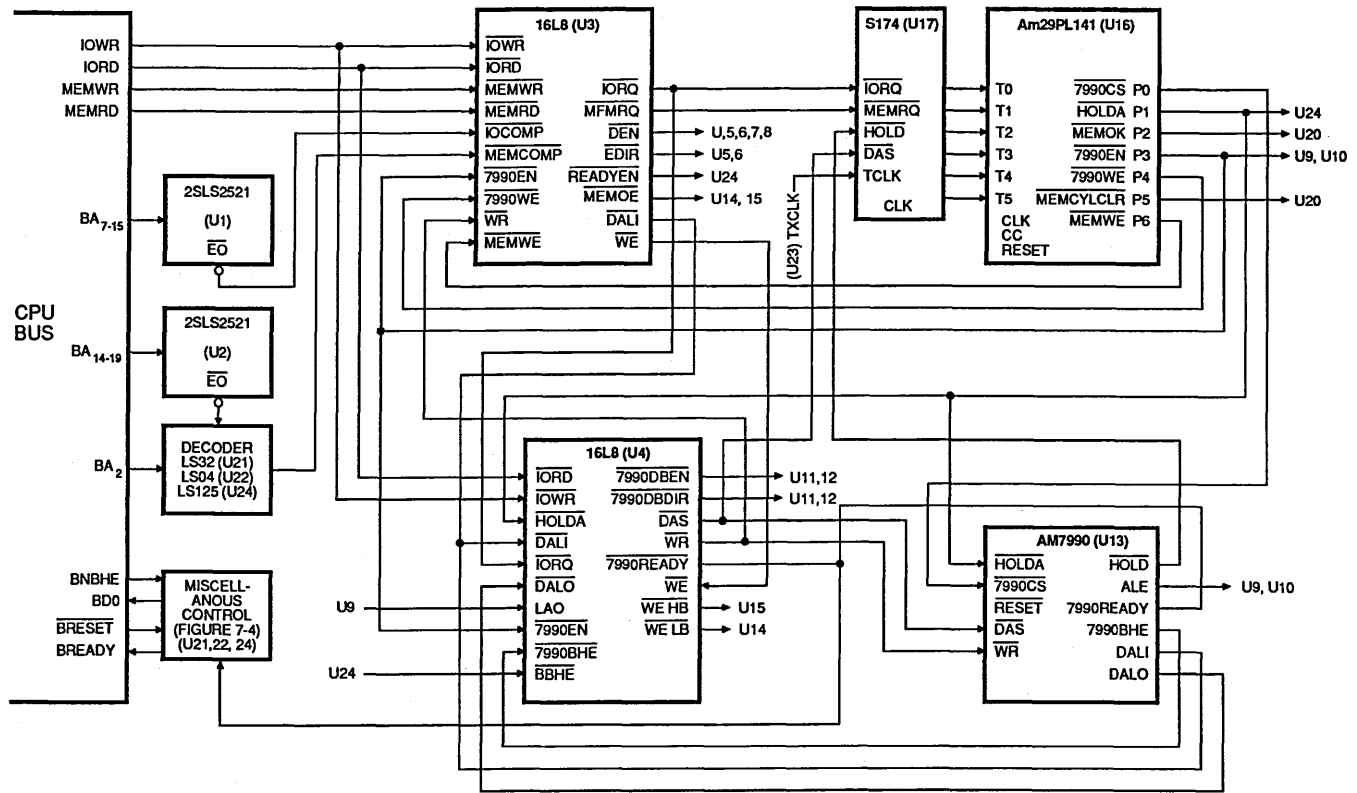 CPU
BUS
IOWR
IORD
MEMWR
MEMRD
BA7-15
BA14-19
BA2
BNBHE
BD0
BRESET
BREADY
2SLS2521
(U1)
EO
2SLS2521
(U2)
EO
DECODER
LS32 (U21)
LS04 (U22)
LS125 (U24)
MISCELL-
ANOUS
CONTROL
(FIGURE 7-4)
(U21,22, 24)
16L8 (U3)
IOWR
IORD
MEMWR
MEMRD
IOCOMP
MEMCOMP
7990EN
7990WE
WR
MEMWE
IORQ
MFMRQ
DEN
EDIR
READYEN
MEMOE
DALI
WE
U,5,6,7,8
U5,6
U24
U14, 15
S174 (U17)
IORQ
MEMRQ
HOLD
DAS
TCLK
CLK
(U23) TXCLK
Am29PL141 (U16)
T0
T1
T2
T3
T4
T5
CLK
CC
RESET
7990CS P0
HOLDA P1
MEMOK P2
7990EN P3
7990WE P4
MEMCYLCLR P5
MEMWE P6
U24
U20
U9, U10
U20
16L8 (U4)
IORD
IOWR
HOLDA
DALI
IORQ
DALO
LAO
7990EN
7990BHE
BBHE
U9
U24
7990DBEN
7990DBDIR
DAS
WR
7990READY
WE
WE HB
WE LB
U11,12
U11,12
U15
U14
AM7990 (U13)
HOLDA
7990CS
RESET
DAS
WR
HOLD
ALE
7990READY
7990BHE
DALI
DALO
U9, U10